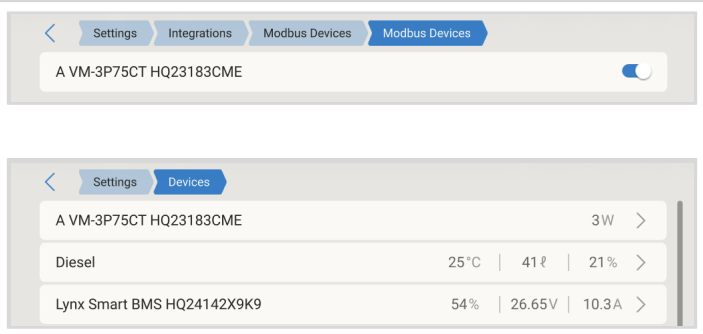 Settings Integrations Modbus Devices Modbus Devices
A VM-3P75CT HQ23183CME
Settings Devices
A VM-3P75CT HQ23183CME 3W
Diesel 25°C 41ℓ 21%
Lynx Smart BMS HQ24142X9K9 54% 26.65V 10.3A